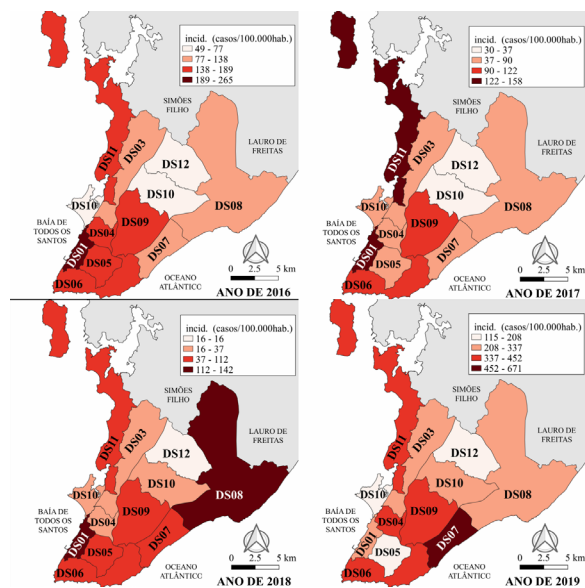 incid. (casos/100.000hab.)
49 - 77
77 - 138
138 - 189
189 - 265
SIMÕES
FILHO
LAURO DE
FREITAS
DS11
DS03
DS12
DS10
DS10
DS08
BAÍA DE
TODOS OS
SANTOS
DS04
DS09
DS01
DS05
DS07
DS06
OCEANO
ATLÂNTICC
0 2.5 5 km
ANO DE 2016
incid. (casos/100.000hab.)
30 - 37
37 - 90
90 - 122
122 - 158
SIMÕES
FILHO
LAURO DE
FREITAS
DS11
DS03
DS12
DS10
DS10
DS08
BAÍA DE
TODOS OS
SANTOS
DS04
DS09
DS01
DS05
DS07
DS06
OCEANO
ATLÂNTICC
0 2.5 5 km
ANO DE 2017
incid. (casos/100.000hab.)
16 - 16
16 - 37
37 - 112
112 - 142
SIMÕES
FILHO
LAURO DE
FREITAS
DS11
DS03
DS12
DS10
DS10
DS08
BAÍA DE
TODOS OS
SANTOS
DS04
DS09
DS01
DS05
DS07
DS06
OCEANO
ATLÂNTICC
0 2.5 5 km
ANO DE 2018
incid. (casos/100.000hab.)
115 - 208
208 - 337
337 - 452
452 - 671
SIMÕES
FILHO
LAURO DE
FREITAS
DS11
DS03
DS12
DS10
DS10
DS08
BAÍA DE
TODOS OS
SANTOS
DS04
DS09
DS01
DS05
DS07
DS06
OCEANO
ATLÂNTICC
0 2.5 5 km
ANO DE 2019